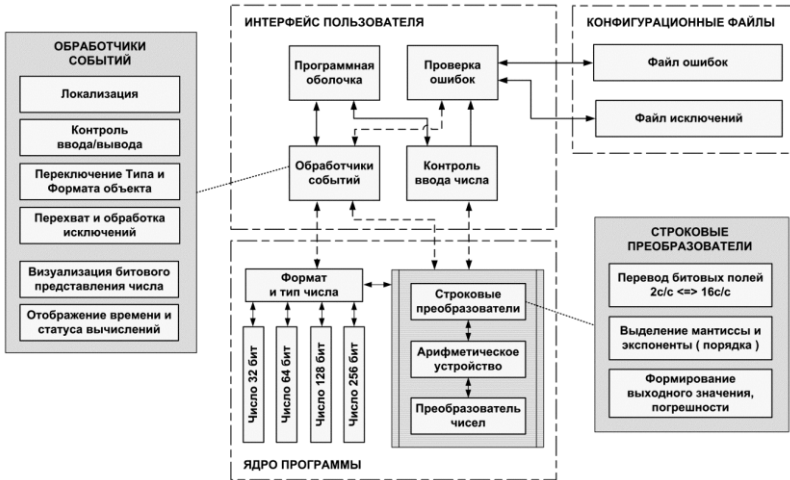 ОБРАБОТЧИКИ
СОБЫТИЙ
Локализация
Контроль
ввода/вывода
Переключение Типа и
Формата объекта
Перехват и обработка
исключений
Визуализация битового
представления числа
Отображение времени и
статуса вычислений
ИНТЕРФЕЙС ПОЛЬЗОВАТЕЛЯ
Программная
оболочка
Проверка
ошибок
Обработчики
событий
Контроль
ввода числа
КОНФИГУРАЦИОННЫЕ ФАЙЛЫ
Файл ошибок
Файл исключений
Формат
и тип числа
Число 32 бит
Число 64 бит
Число 128 бит
Число 256 бит
Строковые
преобразователи
Арифметическое
устройство
Преобразователь
чисел
ЯДРО ПРОГРАММЫ
СТРОКОВЫЕ
ПРЕОБРАЗОВАТЕЛИ
Перевод битовых полей
2с/с <=> 16с/с
Выделение мантиссы и
экспоненты ( порядка )
Формирование
выходного значения,
погрешности